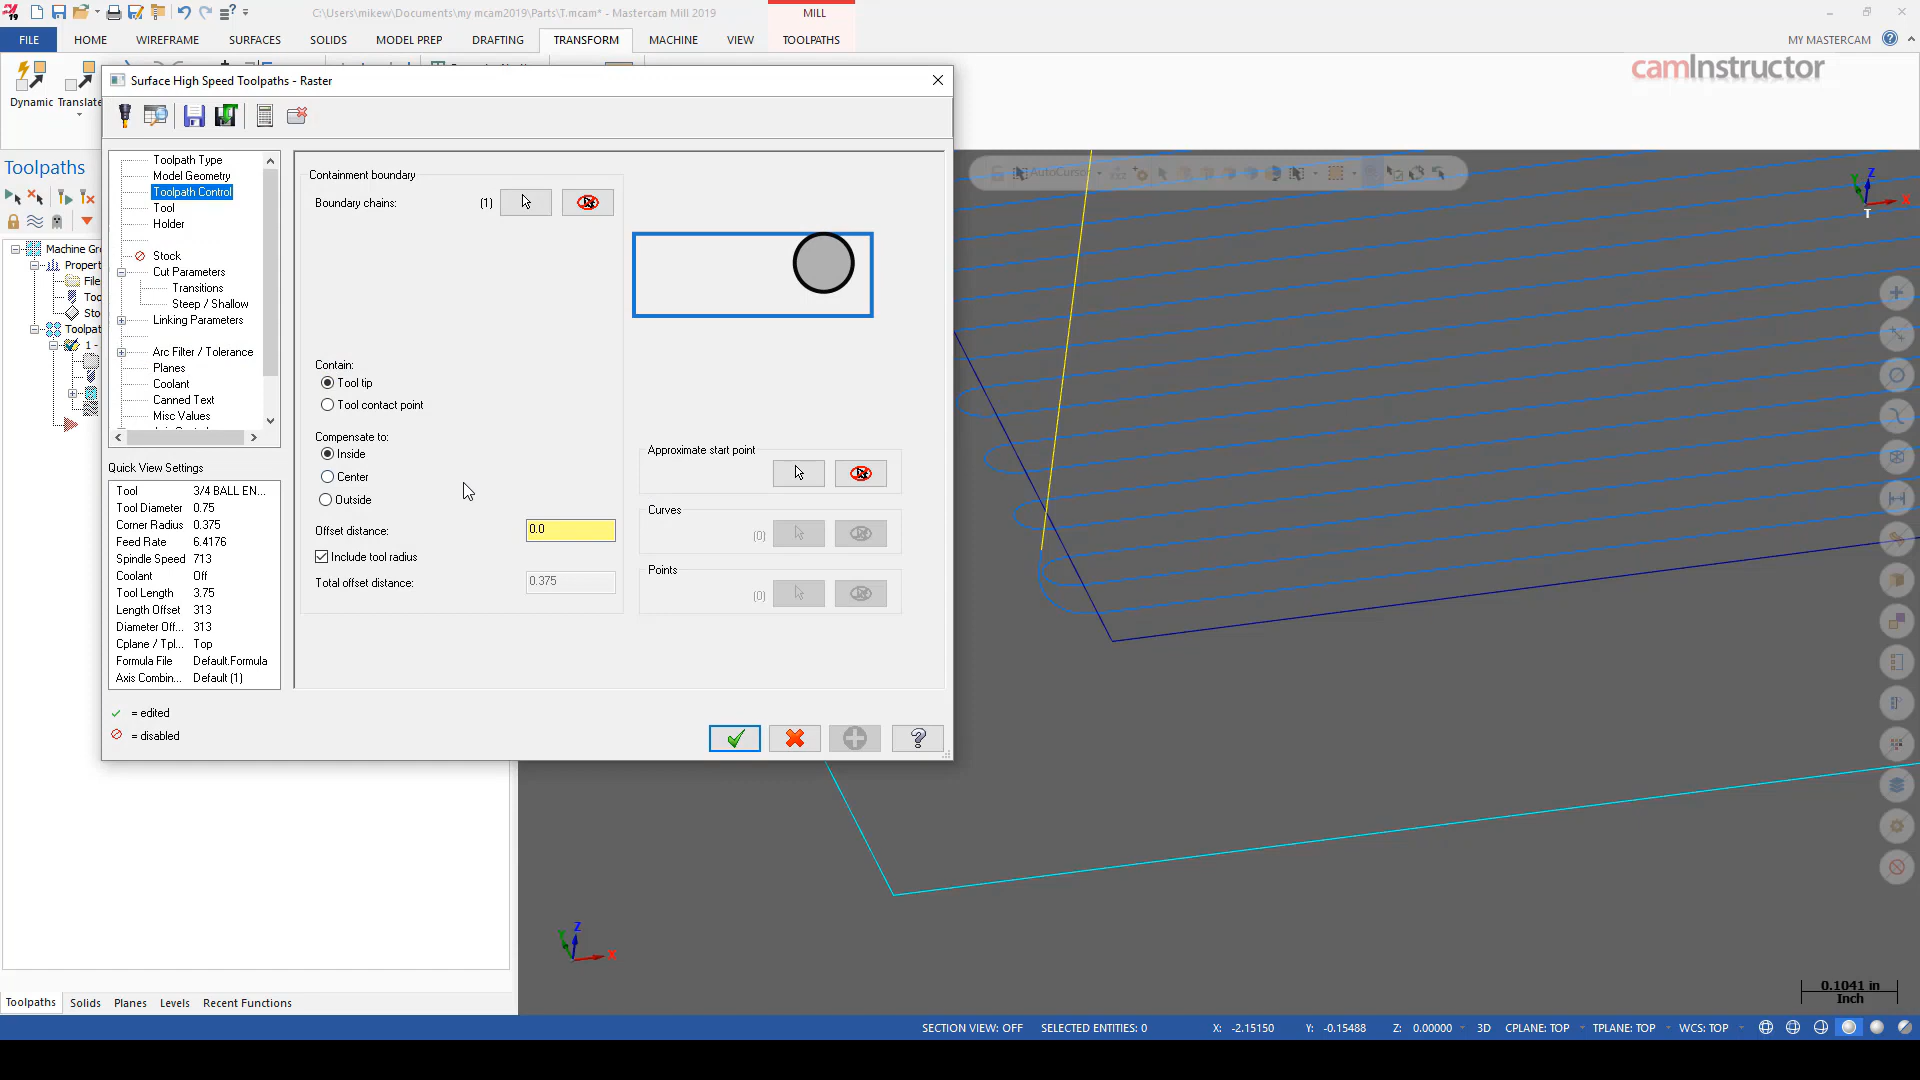 C:\Users\mikew\Documents\my mcam2019\Parts\T.mcam* - Mastercam Mill 2019
MILL
FILE
HOME
WIREFRAME
SURFACES
SOLIDS
MODEL PREP
DRAFTING
TRANSFORM
MACHINE
VIEW
TOOLPATHS
MY MASTERCAM
camInstructor
Dynamic
Translate
Surface High Speed Toolpaths - Raster
Toolpaths
Machine Gr
Propert
File
Too
Sto
Toolpat
1 -
Toolpath Type
Model Geometry
Toolpath Control
Tool
Holder
Stock
Cut Parameters
Transitions
Steep / Shallow
Linking Parameters
Arc Filter / Tolerance
Planes
Coolant
Canned Text
Misc Values
Quick View Settings
Tool 3/4 BALL EN...
Tool Diameter 0.75
Corner Radius 0.375
Feed Rate 6.4176
Spindle Speed 713
Coolant Off
Tool Length 3.75
Length Offset 313
Diameter Off... 313
Cplane / Tpl... Top
Formula File Default.Formula
Axis Combin... Default (1)
= edited
= disabled
Containment boundary
Boundary chains: (1)
Contain:
Tool tip
Tool contact point
Compensate to:
Inside
Center
Outside
Offset distance: 0.0
Include tool radius
Total offset distance: 0.375
Approximate start point
Curves
(0)
Points
(0)
AutoCursor
Z
Y
X
T
Z
Y
X
0.1041 in
Inch
Toolpaths
Solids
Planes
Levels
Recent Functions
SECTION VIEW: OFF
SELECTED ENTITIES: 0
X: -2.15150
Y: -0.15488
Z: 0.00000
3D
CPLANE: TOP
TPLANE: TOP
WCS: TOP